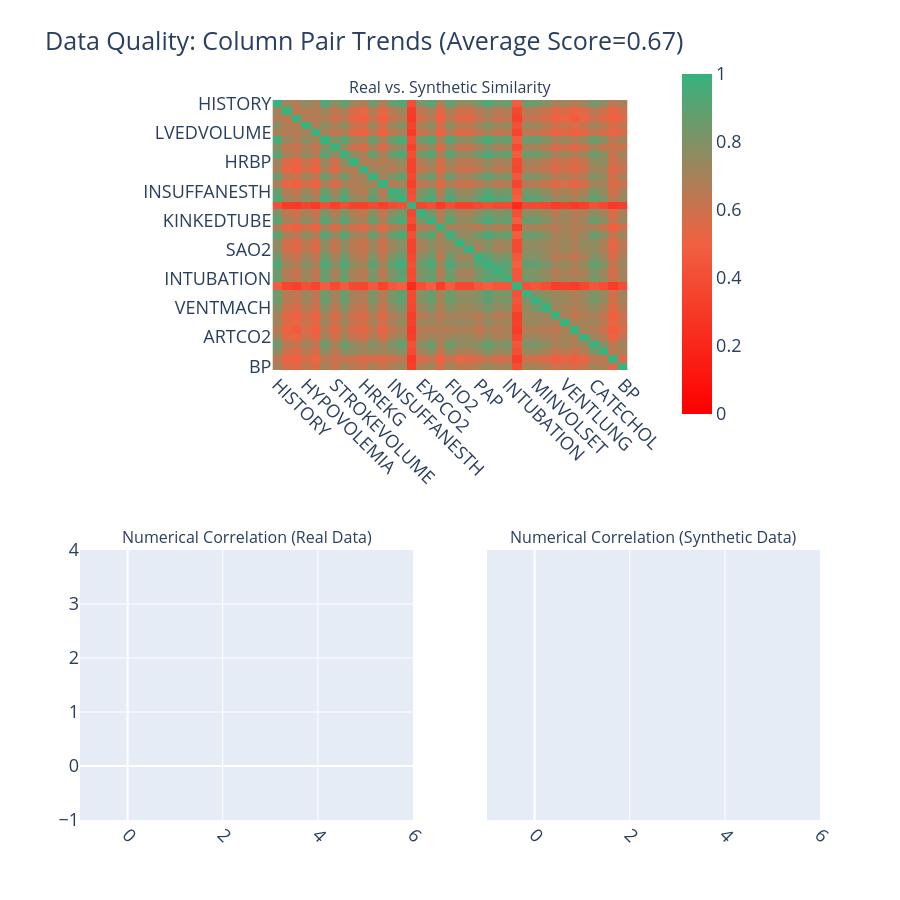 Data Quality: Column Pair Trends (Average Score=0.67)
Real vs. Synthetic Similarity
HISTORY
LVEDVOLUME
HRBP
INSUFFANESTH
KINKEDTUBE
SAO2
INTUBATION
VENTMACH
ARTCO2
BP
HISTORY
HYPOVOLEMIA
STROKEVOLUME
HREKG
INSUFFANESTH
EXPCO2
FIO2
PAP
INTUBATION
MINVOLSET
VENTLUNG
CATECHOL
BP
1
0.8
0.6
0.4
0.2
0
Numerical Correlation (Real Data)
4
3
2
1
0
−1
0 2 4 6
Numerical Correlation (Synthetic Data)
0 2 4 6